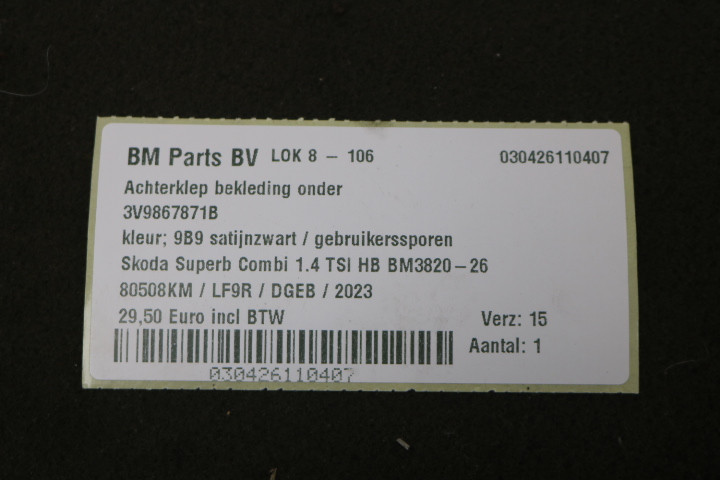 BM Parts BV LOK 8 - 106 030426110407
Achterklep bekleding onder
3V9867871B
kleur; 9B9 satijnzwart / gebruikerssporen
Skoda Superb Combi 1.4 TSI HB BM3820-26
80508KM / LF9R / DGEB / 2023
29,50 Euro incl BTW Verz: 15
Aantal: 1
030426110407